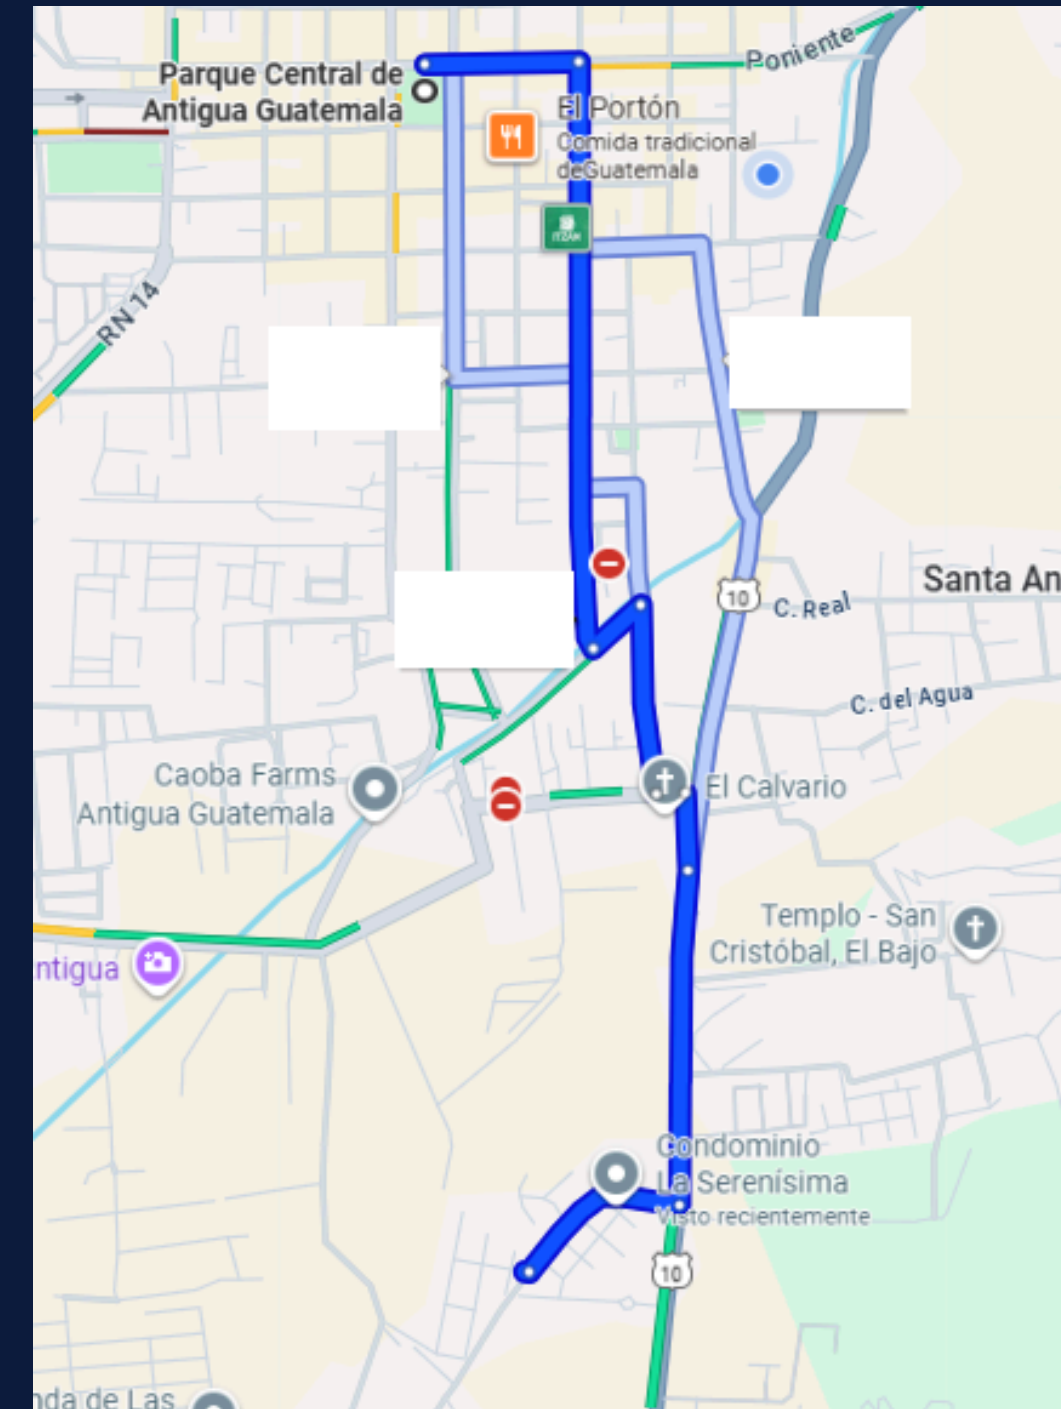 Poniente
Parque Central de
Antigua Guatemala
El Portón
Comida tradicional
deGuatemala
ITZAH
RN 14
Santa An
10
C. Real
C. del Agua
Caoba Farms
Antigua Guatemala
El Calvario
Templo - San
Cristóbal, El Bajo
ntigua
Condominio
La Serenísima
Visto recientemente
10
nda de Las